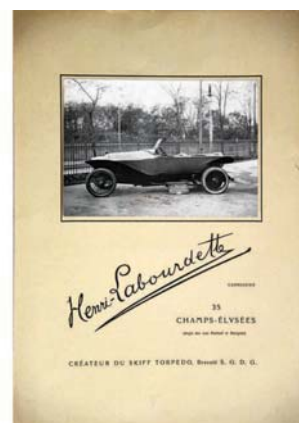 Henri-Labourdette
CARROSSIER
35
CHAMPS-ÉLYSÉES
CRÉATEUR DU SKIFF TORPEDO, Breveté S. G. D. G.